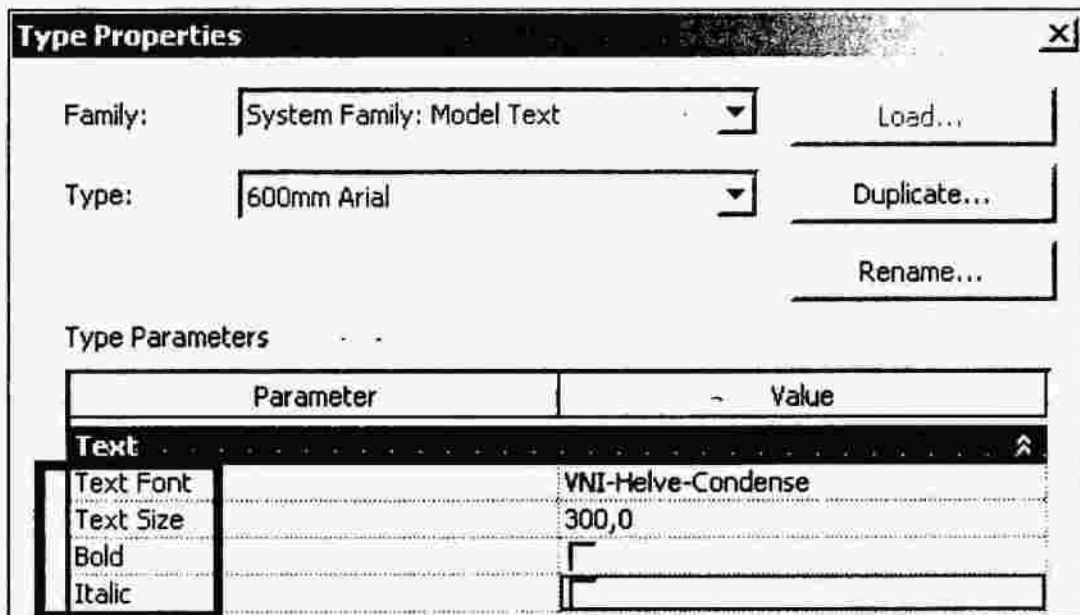 Type Properties
Family: System Family: Model Text Load...
Type: 600mm Arial Duplicate...
Rename...
Type Parameters
Parameter Value
Text
Text Font VNI-Helve-Condense
Text Size 300,0
Bold
Italic